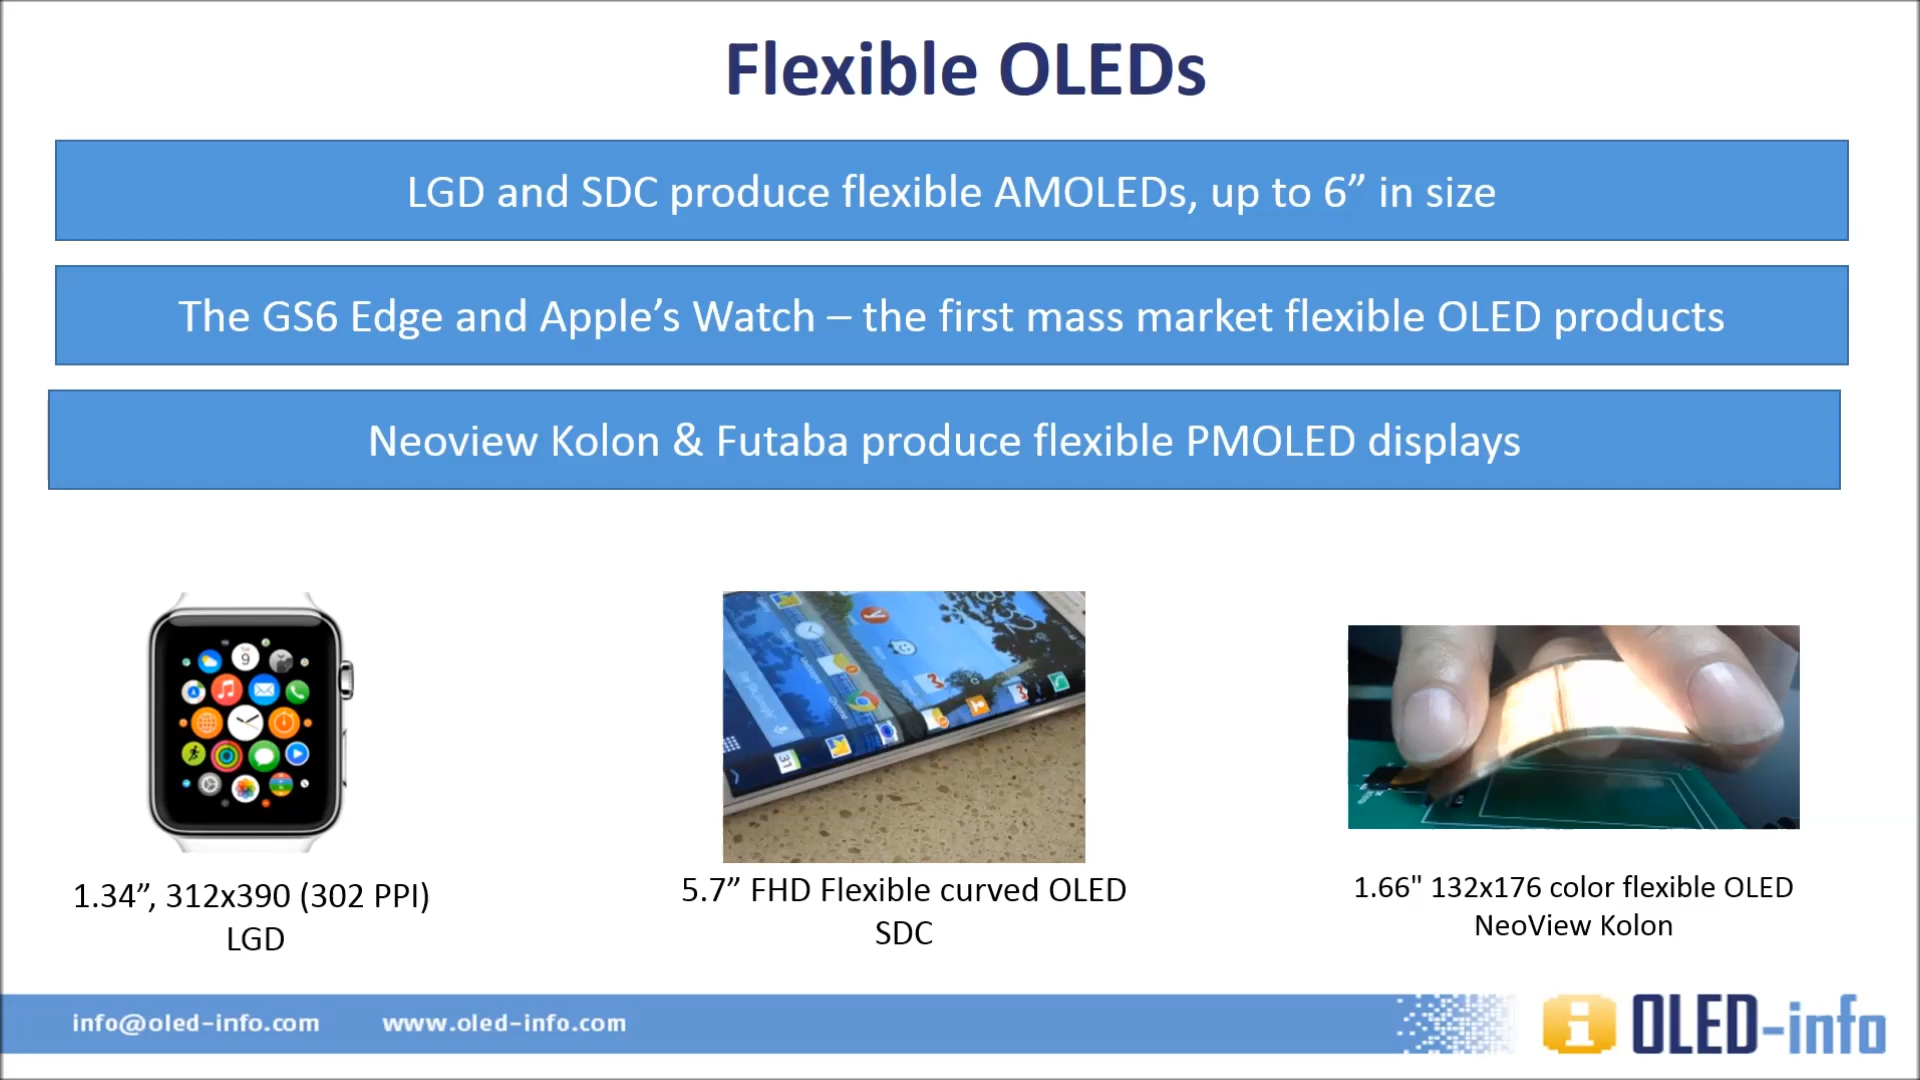 Flexible OLEDs
LGD and SDC produce flexible AMOLEDs, up to 6” in size
The GS6 Edge and Apple’s Watch – the first mass market flexible OLED products
Neoview Kolon & Futaba produce flexible PMOLED displays
9
31
1.34”, 312x390 (302 PPI)
LGD
5.7” FHD Flexible curved OLED
SDC
1.66" 132x176 color flexible OLED
NeoView Kolon
info@oled-info.com www.oled-info.com
i OLED-info